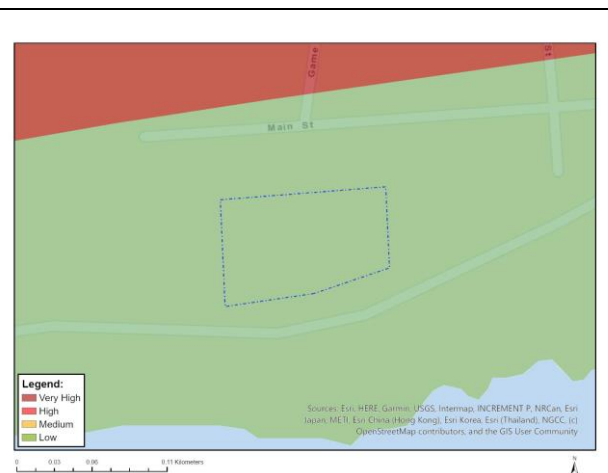 Game
St
Main St
Legend:
Very High
High
Medium
Low
Sources: Esri, HERE, Garmin, USGS, Intermap, INCREMENT P, NRCan, Esri
Japan, METI, Esri China (Hong Kong), Esri Korea, Esri (Thailand), NGCC, (c)
OpenStreetMap contributors, and the GIS User Community
0 0.03 0.06 0.11 Kilometers
N